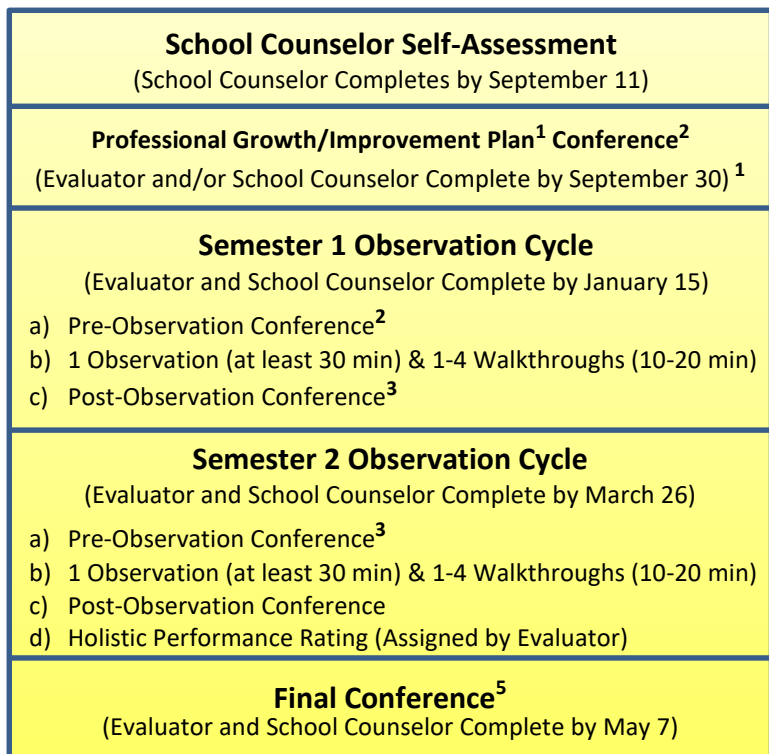 School Counselor Self-Assessment
(School Counselor Completes by September 11)
Professional Growth/Improvement Plan¹ Conference²
(Evaluator and/or School Counselor Complete by September 30) ¹
Semester 1 Observation Cycle
(Evaluator and School Counselor Complete by January 15)
a) Pre-Observation Conference²
b) 1 Observation (at least 30 min) & 1-4 Walkthroughs (10-20 min)
c) Post-Observation Conference³
Semester 2 Observation Cycle
(Evaluator and School Counselor Complete by March 26)
a) Pre-Observation Conference³
b) 1 Observation (at least 30 min) & 1-4 Walkthroughs (10-20 min)
c) Post-Observation Conference
d) Holistic Performance Rating (Assigned by Evaluator)
Final Conference⁵
(Evaluator and School Counselor Complete by May 7)